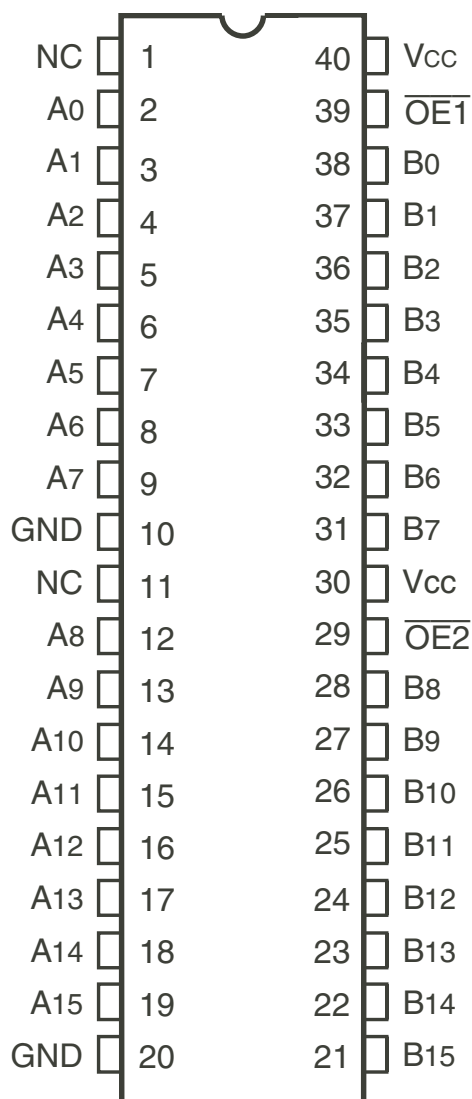 NC 1 40 Vcc
A0 2 39 O̅E̅1̅
A1 3 38 B0
A2 4 37 B1
A3 5 36 B2
A4 6 35 B3
A5 7 34 B4
A6 8 33 B5
A7 9 32 B6
GND 10 31 B7
NC 11 30 Vcc
A8 12 29 O̅E̅2̅
A9 13 28 B8
A10 14 27 B9
A11 15 26 B10
A12 16 25 B11
A13 17 24 B12
A14 18 23 B13
A15 19 22 B14
GND 20 21 B15